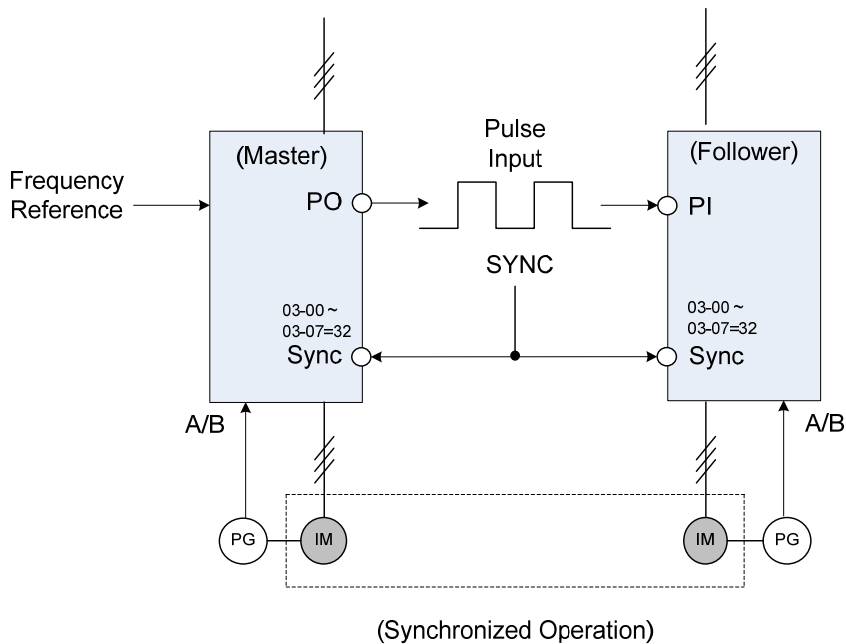 Frequency
Reference
(Master)
PO
Pulse
Input
(Follower)
PI
SYNC
03-00 ~
03-07=32
Sync
03-00 ~
03-07=32
Sync
A/B
A/B
PG
IM
IM
PG
(Synchronized Operation)